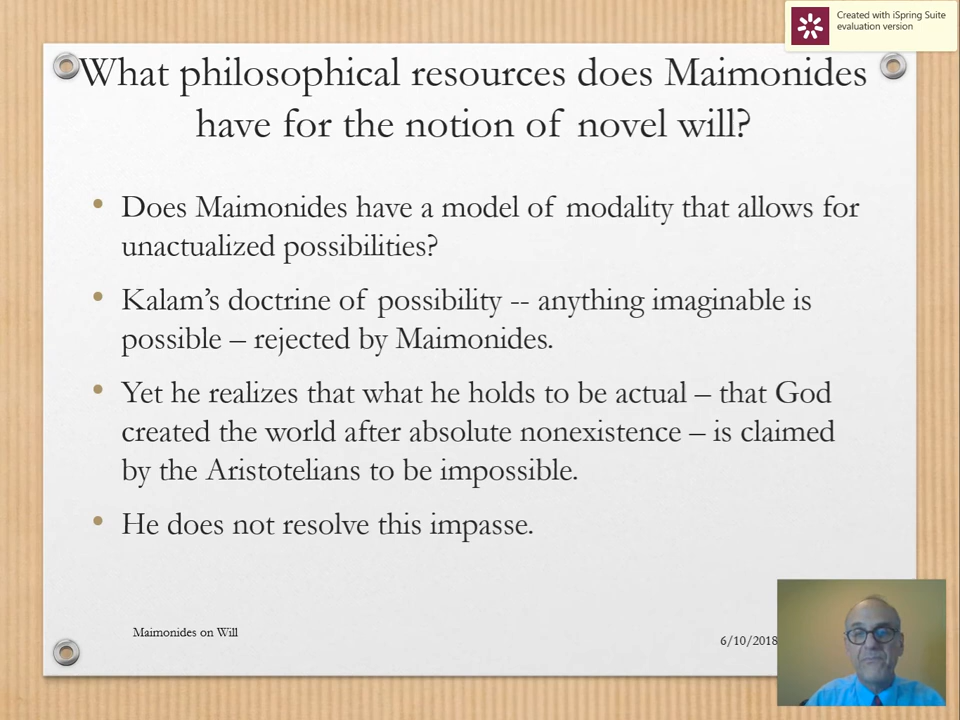 Created with iSpring Suite
evaluation version
What philosophical resources does Maimonides
have for the notion of novel will?
• Does Maimonides have a model of modality that allows for
unactualized possibilities?
• Kalam’s doctrine of possibility -- anything imaginable is
possible – rejected by Maimonides.
• Yet he realizes that what he holds to be actual – that God
created the world after absolute nonexistence – is claimed
by the Aristotelians to be impossible.
• He does not resolve this impasse.
Maimonides on Will
6/10/2018